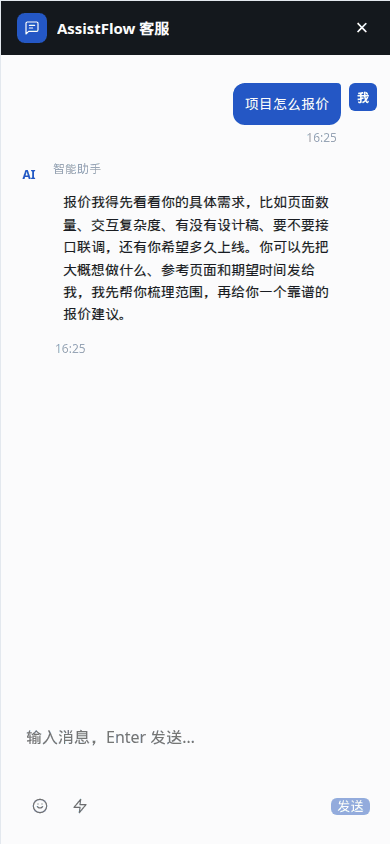 AssistFlow 客服
项目怎么报价
我
16:25
AI
智能助手
报价我得先看看你的具体需求，比如页面数
量、交互复杂度、有没有设计稿、要不要接
口联调，还有你希望多久上线。你可以先把
大概想做什么、参考页面和期望时间发给
我，我先帮你梳理范围，再给你一个靠谱的
报价建议。
16:25
输入消息，Enter 发送...
发送